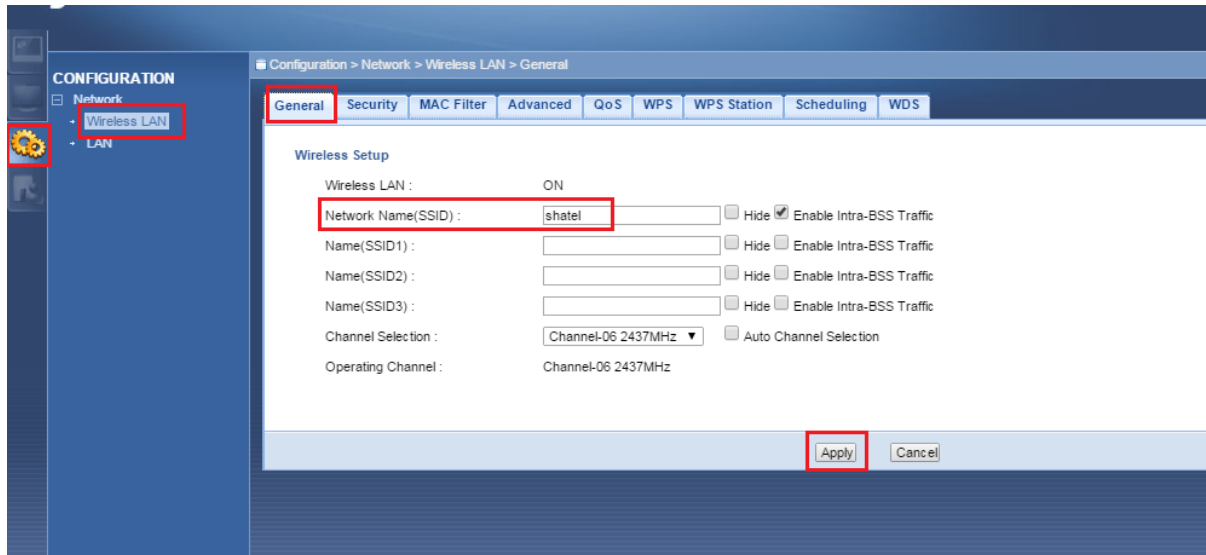 Configuration > Network > Wireless LAN > General
CONFIGURATION
Network
Wireless LAN
LAN
General Security MAC Filter Advanced QoS WPS WPS Station Scheduling WDS
Wireless Setup
Wireless LAN : ON
Network Name(SSID) : shatel Hide Enable Intra-BSS Traffic
Name(SSID1) : Hide Enable Intra-BSS Traffic
Name(SSID2) : Hide Enable Intra-BSS Traffic
Name(SSID3) : Hide Enable Intra-BSS Traffic
Channel Selection : Channel-06 2437MHz Auto Channel Selection
Operating Channel : Channel-06 2437MHz
Apply Cancel